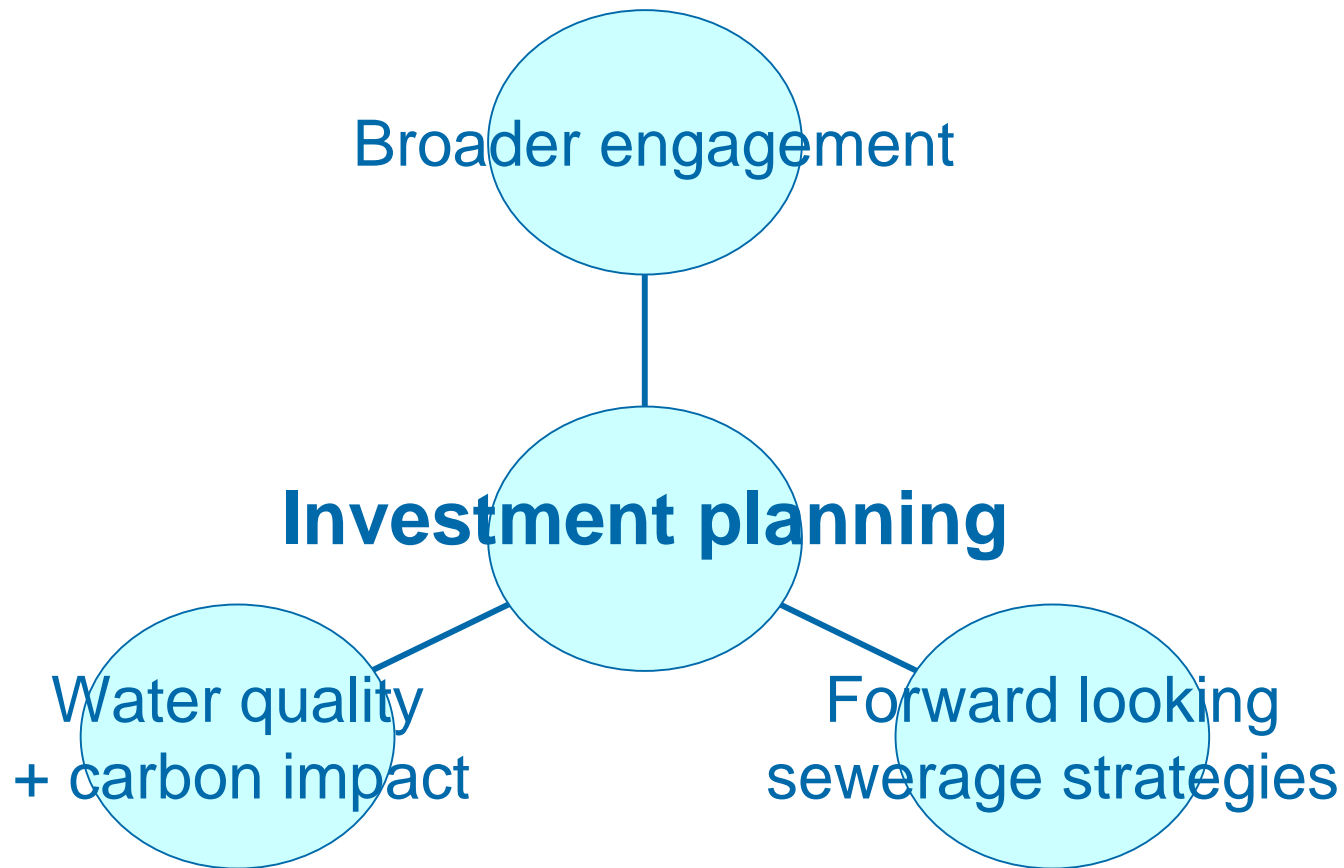 Broader engagement
Investment planning
Water quality
+ carbon impact
Forward looking
sewerage strategies